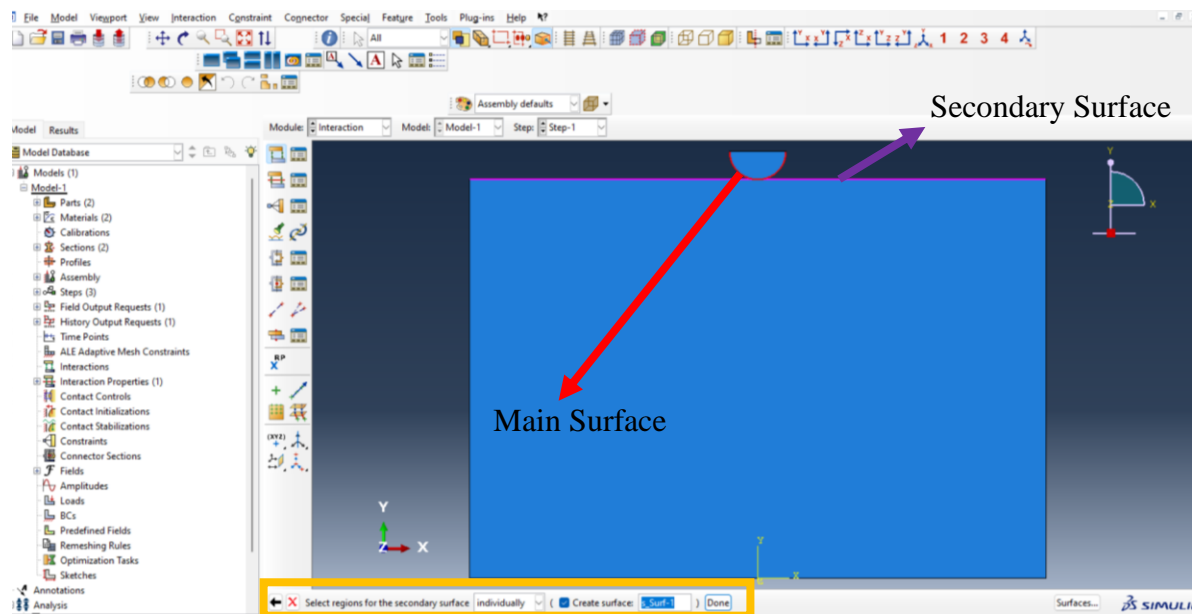 File Model Viewport View Interaction Constraint Connector Special Feature Tools Plug-ins Help
All
1 2 3 4
Assembly defaults
Secondary Surface
Model Results
Module: Interaction Model: Model-1 Step: Step-1
Model Database
Models (1)
Model-1
Parts (2)
Materials (2)
Calibrations
Sections (2)
Profiles
Assembly
Steps (3)
Field Output Requests (1)
History Output Requests (1)
Time Points
ALE Adaptive Mesh Constraints
Interactions
Interaction Properties (1)
Contact Controls
Contact Initializations
Contact Stabilizations
Constraints
Connector Sections
Fields
Amplitudes
Loads
BCs
Predefined Fields
Remeshing Rules
Optimization Tasks
Sketches
Annotations
Analysis
RP
(XYZ)
Main Surface
Y
X
Z
Y
X
Y
X
Select regions for the secondary surface individually ( Create surface: s_Surf-1 ) Done
Surfaces...
SIMULI